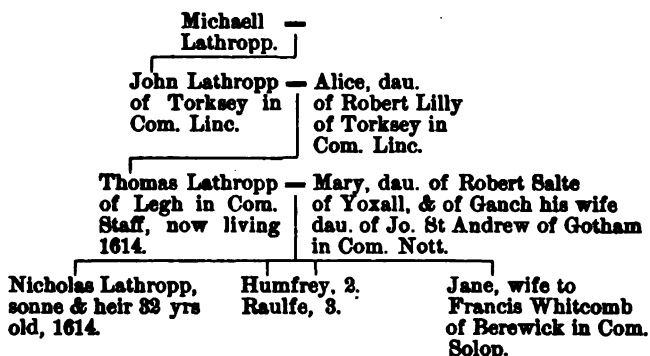 Michaell
Lathropp.
John Lathropp
of Torksey in
Com. Linc.
Alice, dau.
of Robert Lilly
of Torksey in
Com. Linc.
Thomas Lathropp
of Legh in Com.
Staff, now living
1614.
Mary, dau. of Robert Salte
of Yoxall, & of Ganch his wife
dau. of Jo. St Andrew of Gotham
in Com. Nott.
Nicholas Lathropp,
sonne & heir 32 yrs
old, 1614.
Humfrey, 2.
Raulfe, 3.
Jane, wife to
Francis Whitcomb
of Berewick in Com.
Solop.